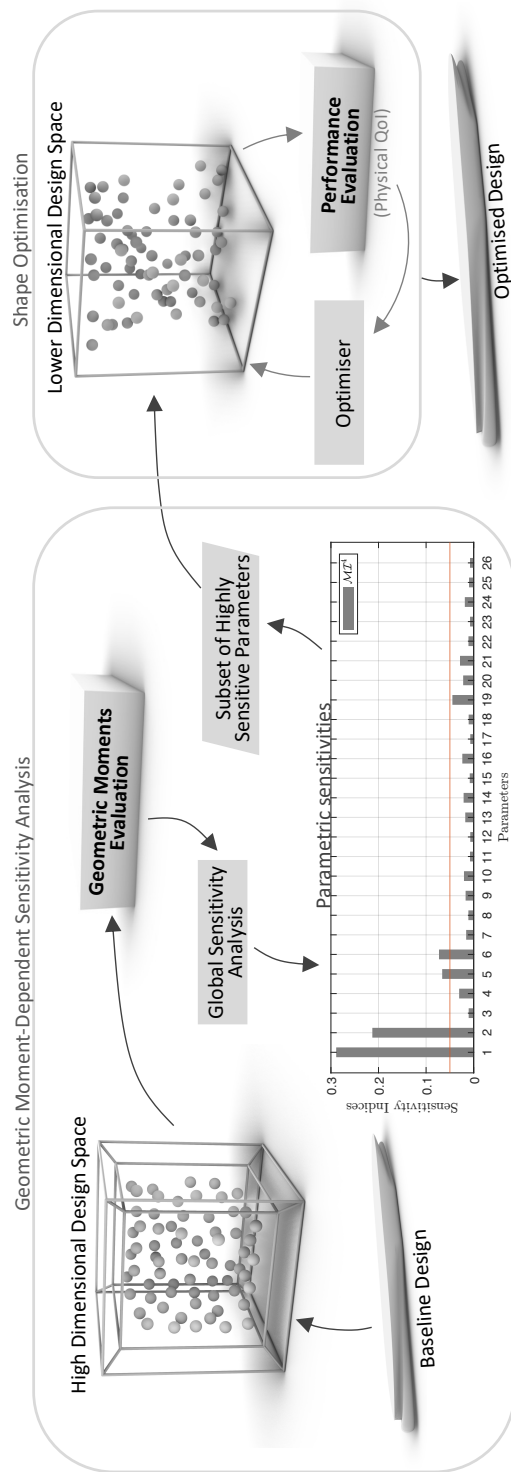 Geometric Moment-Dependent Sensitivity Analysis
High Dimensional Design Space
Baseline Design
Geometric Moments
Evaluation
Global Sensitivity
Analysis
Parametric sensitivities
Sensitivity Indices
0.3
0.2
0.1
0
1 2 3 4 5 6 7 8 9 10 11 12 13 14 15 16 17 18 19 20 21 22 23 24 25 26
Parameters
Subset of Highly
Sensitive Parameters
Shape Optimisation
Lower Dimensional Design Space
Optimiser
Performance
Evaluation
(Physical QoI)
Optimised Design